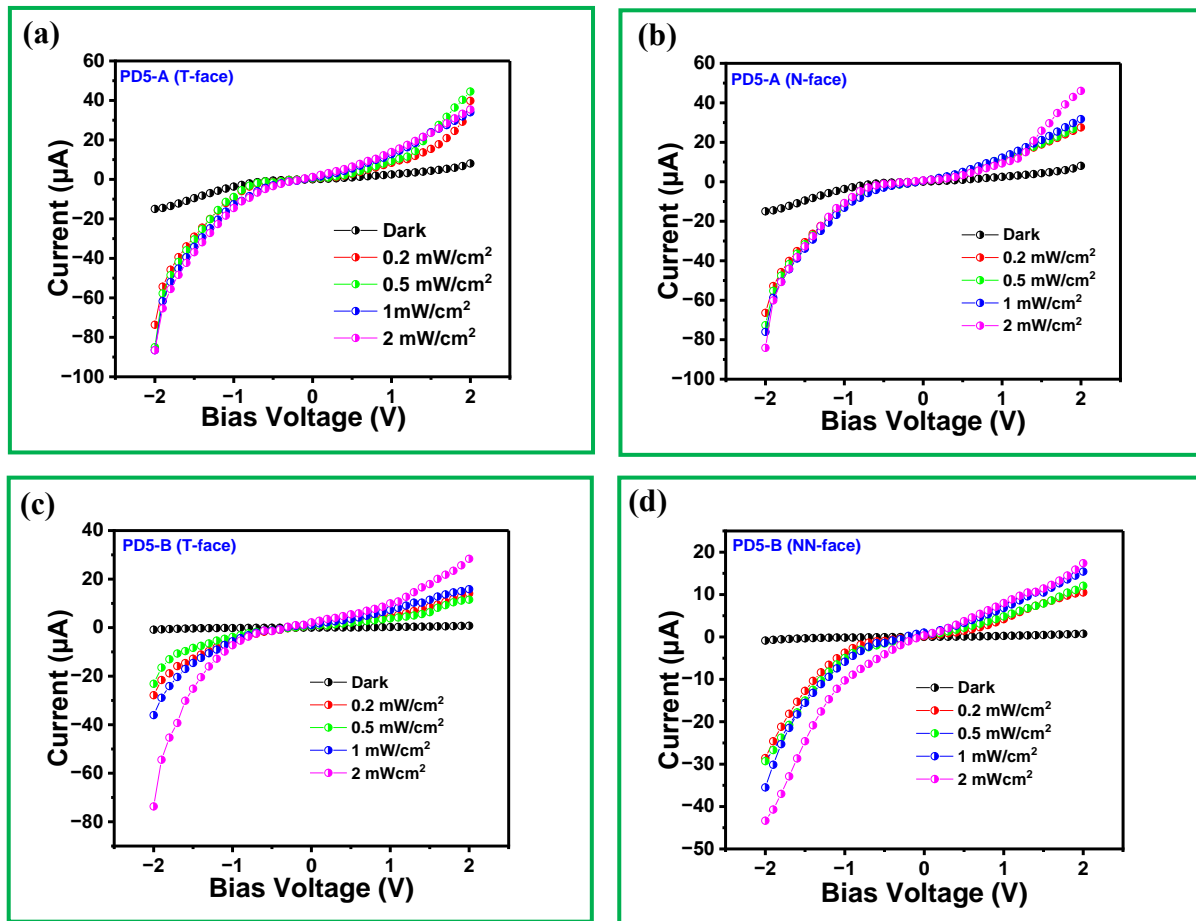 (a)
PD5-A (T-face)
60
40
20
0
−20
−40
−60
−80
−100
Current (µA)
Dark
0.2 mW/cm²
0.5 mW/cm²
1mW/cm²
2 mW/cm²
−2 −1 0 1 2
Bias Voltage (V)
(b)
PD5-A (N-face)
60
40
20
0
−20
−40
−60
−80
−100
Current (µA)
Dark
0.2 mW/cm²
0.5 mW/cm²
1 mW/cm²
2 mW/cm²
−2 −1 0 1 2
Bias Voltage (V)
(c)
PD5-B (T-face)
40
20
0
−20
−40
−60
−80
Current (µA)
Dark
0.2 mW/cm²
0.5 mW/cm²
1 mW/cm²
2 mWcm²
−2 −1 0 1 2
Bias Voltage (V)
(d)
PD5-B (NN-face)
20
10
0
−10
−20
−30
−40
−50
Current (µA)
Dark
0.2 mW/cm²
0.5 mW/cm²
1 mW/cm²
2 mWcm²
−2 −1 0 1 2
Bias Voltage (V)